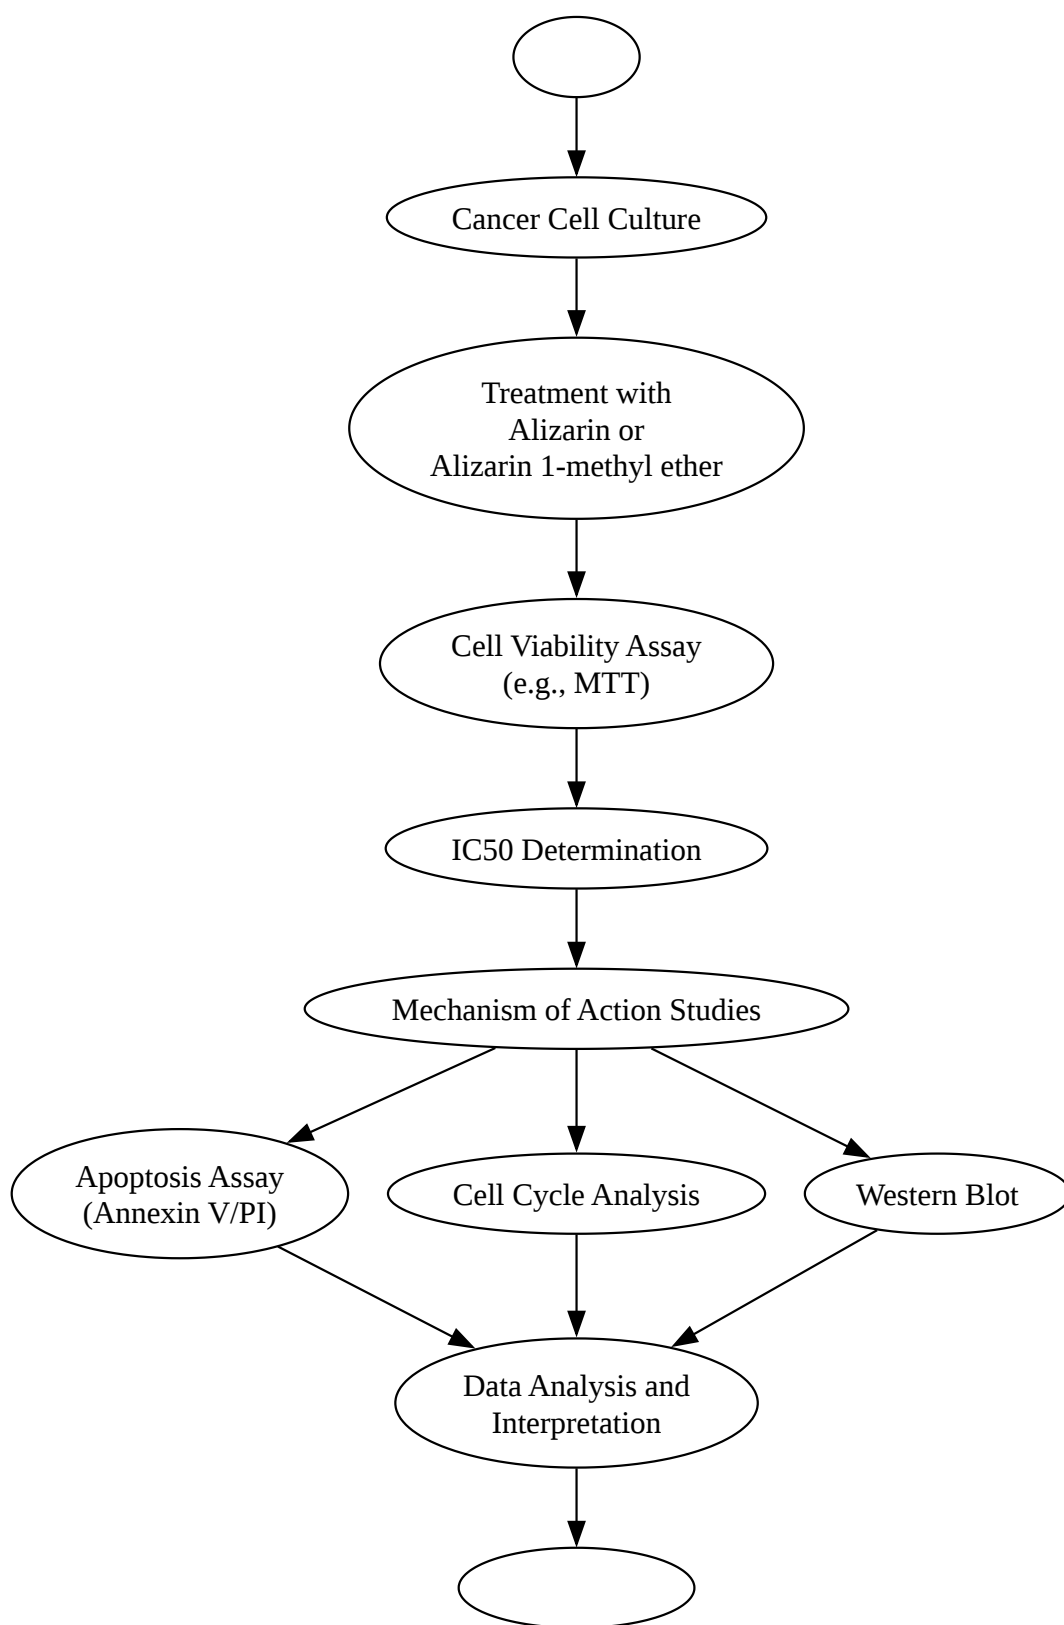 Cancer Cell Culture
Treatment with
Alizarin or
Alizarin 1-methyl ether
Cell Viability Assay
(e.g., MTT)
IC50 Determination
Mechanism of Action Studies
Apoptosis Assay
(Annexin V/PI)
Cell Cycle Analysis
Western Blot
Data Analysis and
Interpretation